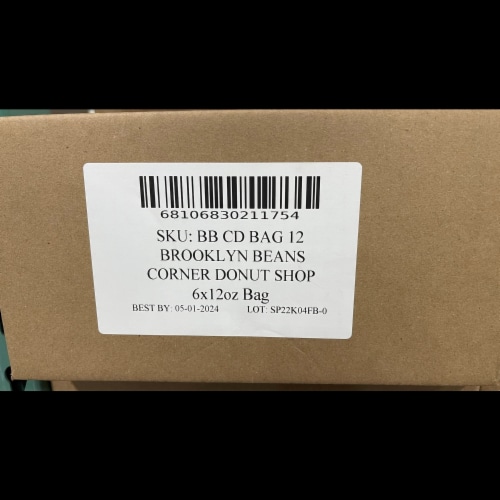 68106830211754
SKU: BB CD BAG 12
BROOKLYN BEANS
CORNER DONUT SHOP
6x12oz Bag
BEST BY: 05-01-2024 LOT: SP22K04FB-0